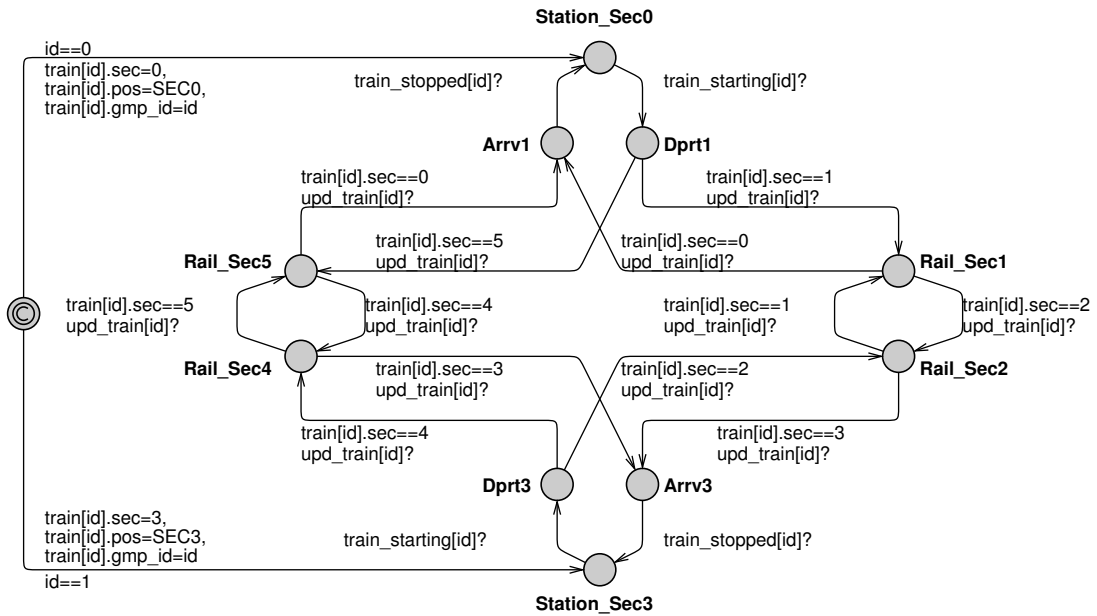 Station_Sec0
id==0
train[id].sec=0,
train[id].pos=SEC0,
train[id].gmp_id=id
train_stopped[id]?
train_starting[id]?
Arrv1
Dprt1
train[id].sec==0
upd_train[id]?
train[id].sec==1
upd_train[id]?
train[id].sec==5
upd_train[id]?
train[id].sec==0
upd_train[id]?
Rail_Sec5
Rail_Sec1
C
train[id].sec==5
upd_train[id]?
train[id].sec==4
upd_train[id]?
train[id].sec==1
upd_train[id]?
train[id].sec==2
upd_train[id]?
Rail_Sec4
Rail_Sec2
train[id].sec==3
upd_train[id]?
train[id].sec==2
upd_train[id]?
train[id].sec==4
upd_train[id]?
train[id].sec==3
upd_train[id]?
Dprt3
Arrv3
train[id].sec=3,
train[id].pos=SEC3,
train[id].gmp_id=id
id==1
train_starting[id]?
train_stopped[id]?
Station_Sec3